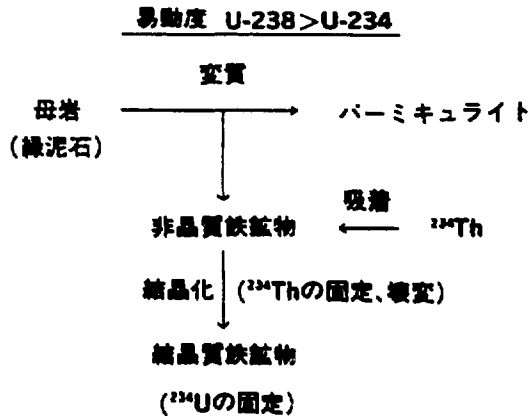 易動度 U-238>U-234
変質
母岩 バーミキュライト
(緑泥石)
吸着
非晶質鉄鉱物 ²³⁴Th
結晶化 (²³⁴Thの固定、壊変)
結晶質鉄鉱物
(²³⁴Uの固定)